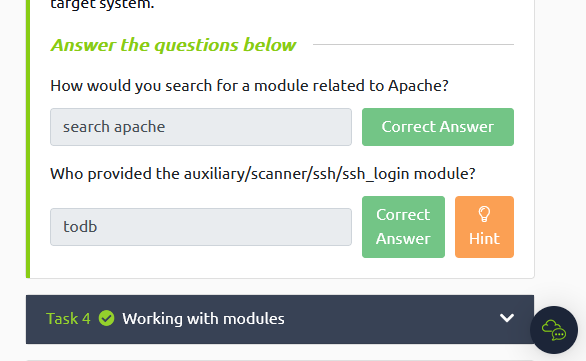 target system.
Answer the questions below
How would you search for a module related to Apache?
search apache
Correct Answer
Who provided the auxiliary/scanner/ssh/ssh_login module?
todb
Correct
Answer
Hint
Task 4 Working with modules